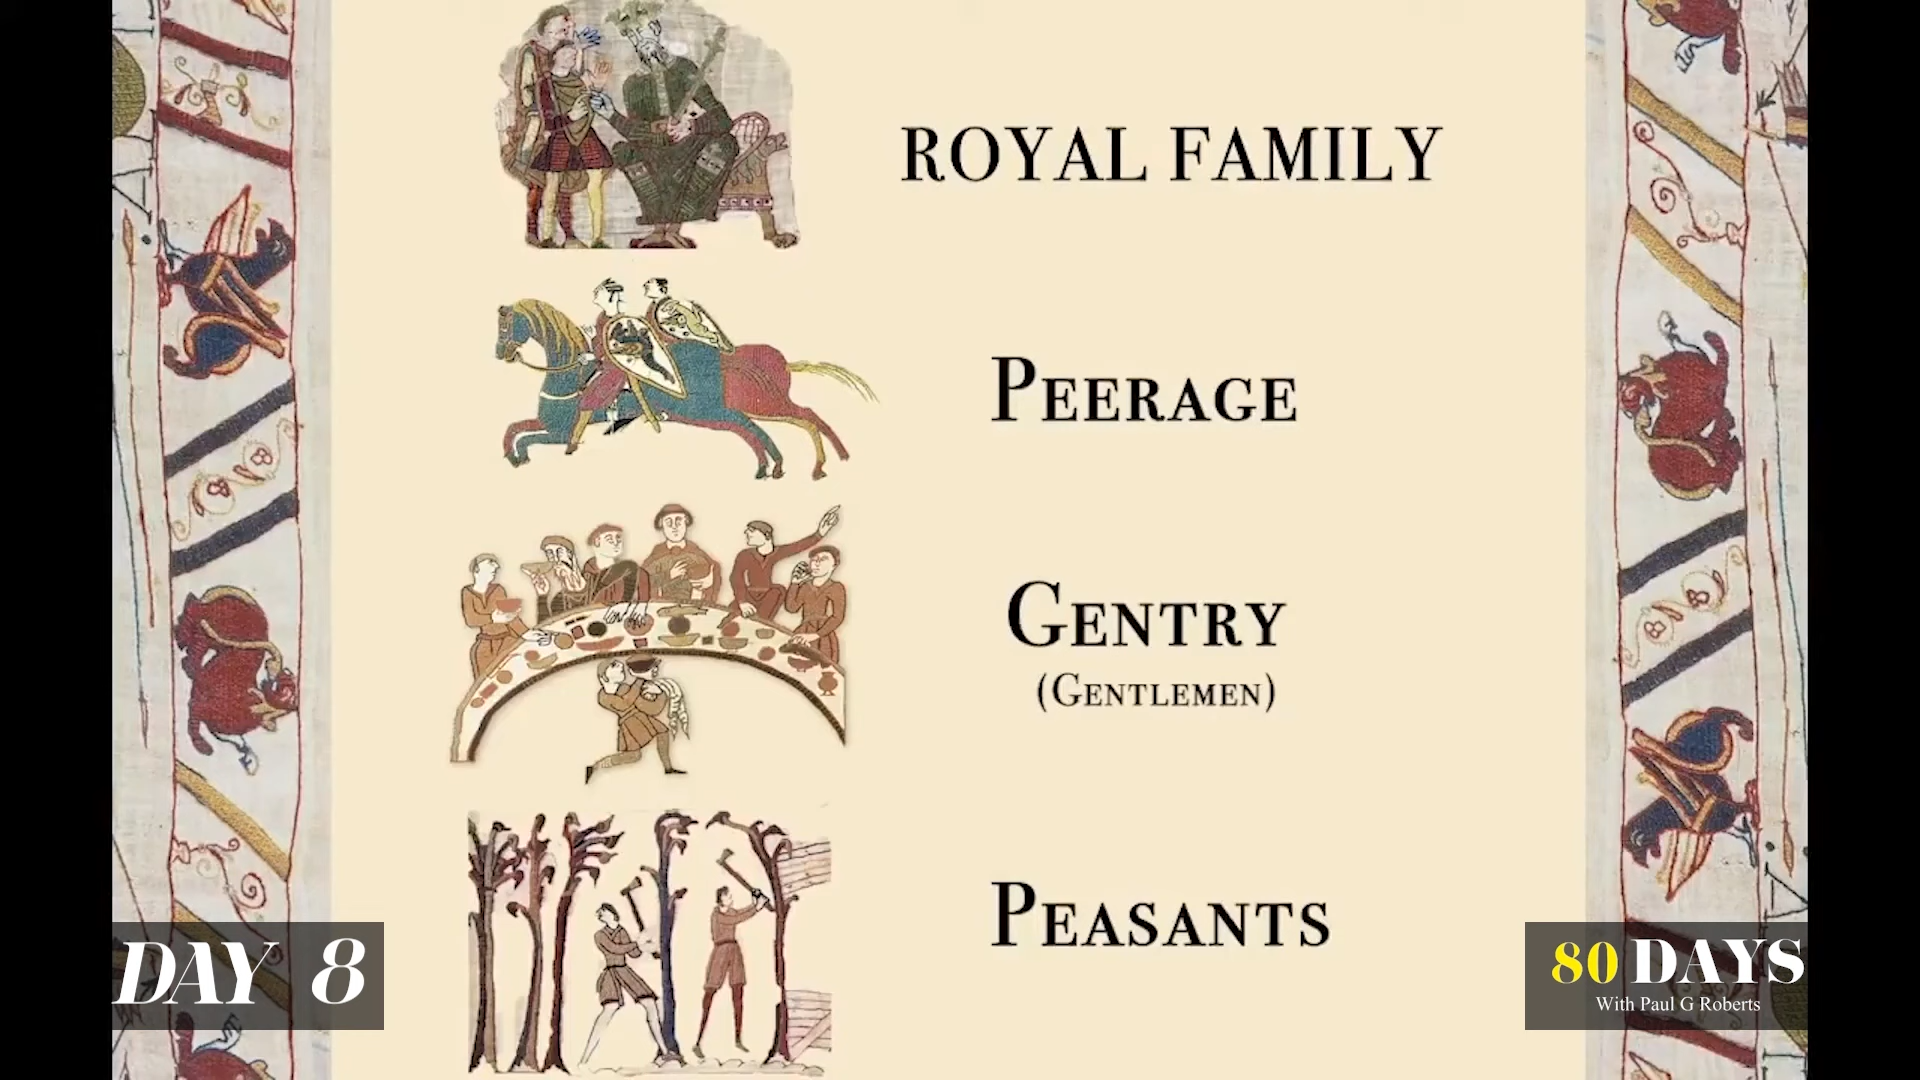 ROYAL FAMILY
PEERAGE
GENTRY
(GENTLEMEN)
PEASANTS
DAY 8
80 DAYS
With Paul G Roberts